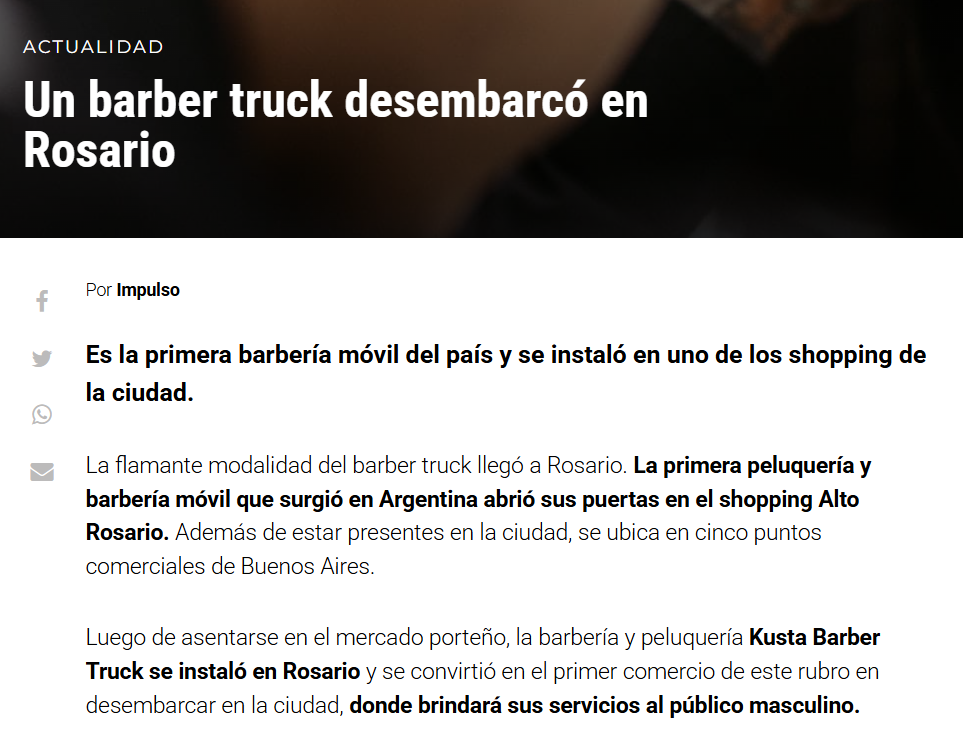 ACTUALIDAD
Un barber truck desembarcó en
Rosario
Por Impulso
Es la primera barbería móvil del país y se instaló en uno de los shopping de
la ciudad.
La flamante modalidad del barber truck llegó a Rosario. La primera peluquería y
barbería móvil que surgió en Argentina abrió sus puertas en el shopping Alto
Rosario. Además de estar presentes en la ciudad, se ubica en cinco puntos
comerciales de Buenos Aires.
Luego de asentarse en el mercado porteño, la barbería y peluquería Kusta Barber
Truck se instaló en Rosario y se convirtió en el primer comercio de este rubro en
desembarcar en la ciudad, donde brindará sus servicios al público masculino.